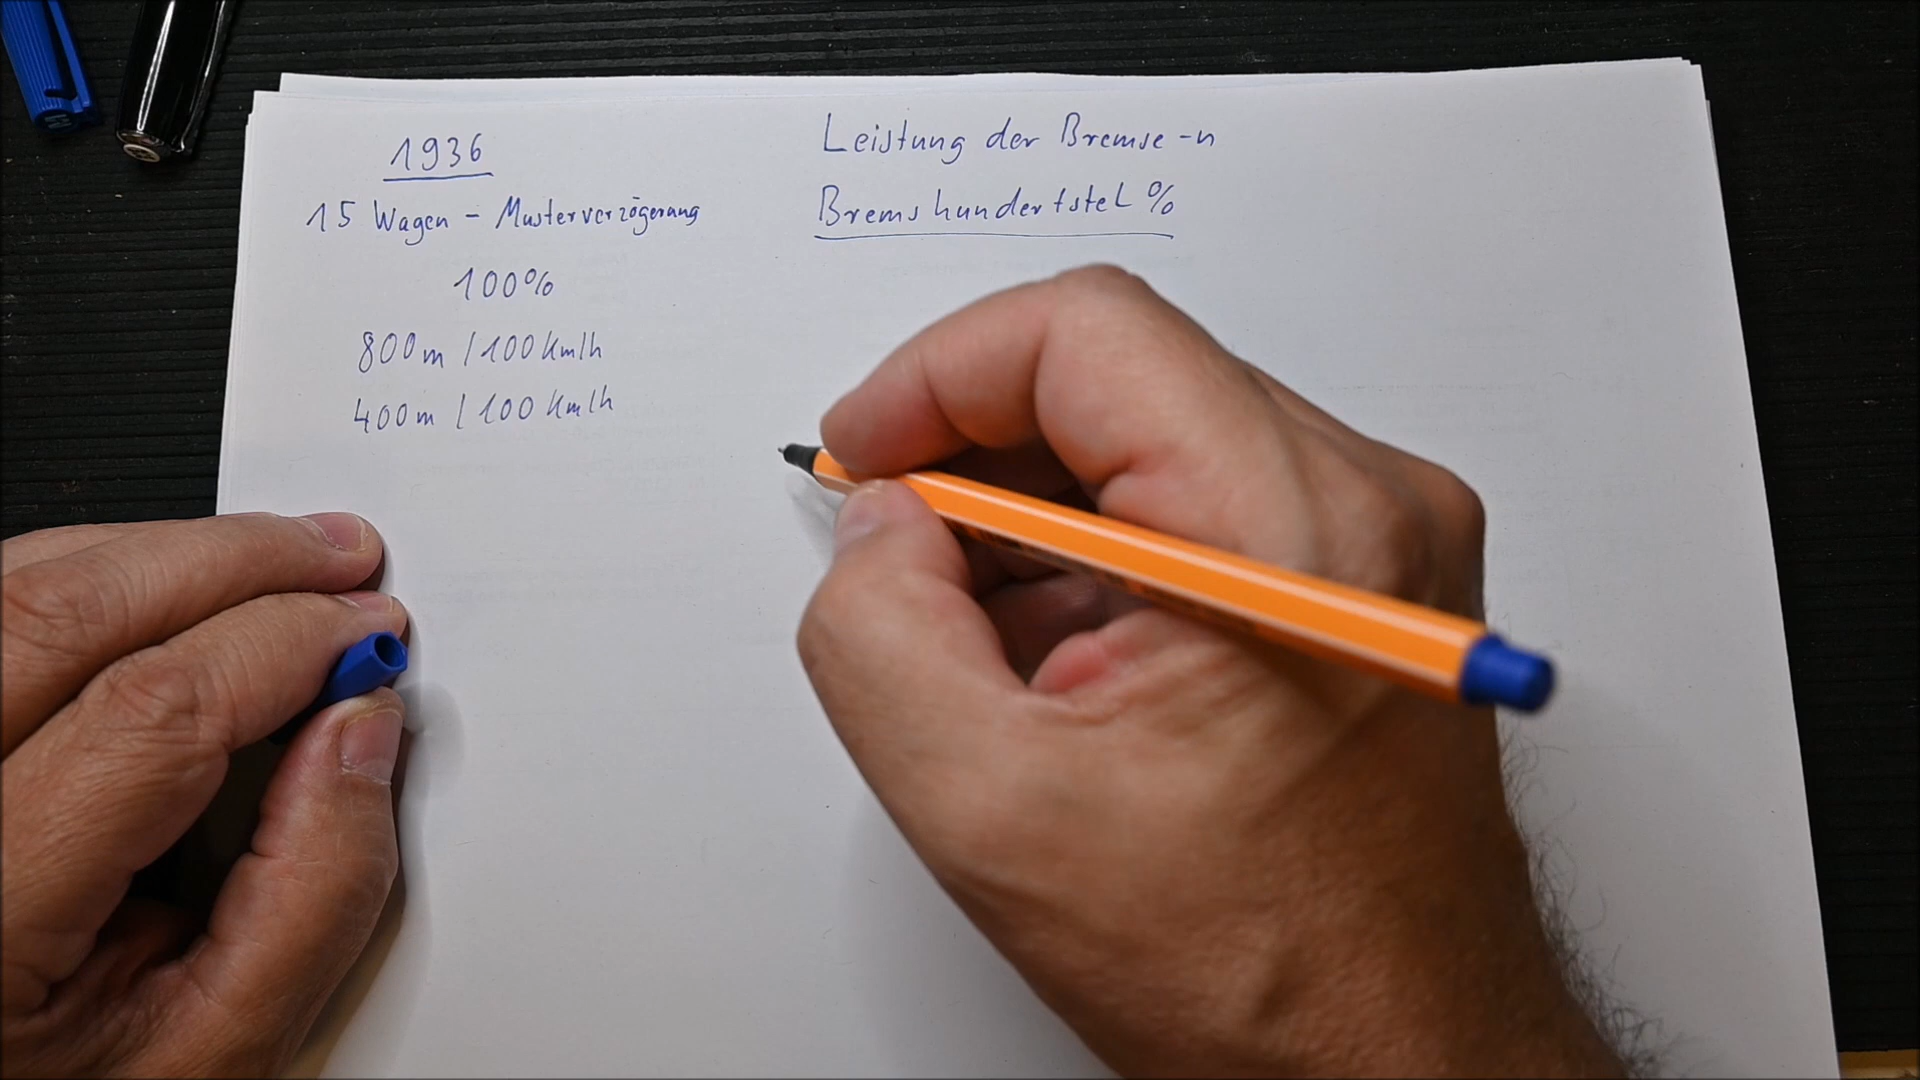 1936
15 Wagen - Musterverzögerung
100%
800m / 100 km/h
400m / 100 km/h
Leistung der Bremse -n
Bremshundertstel %